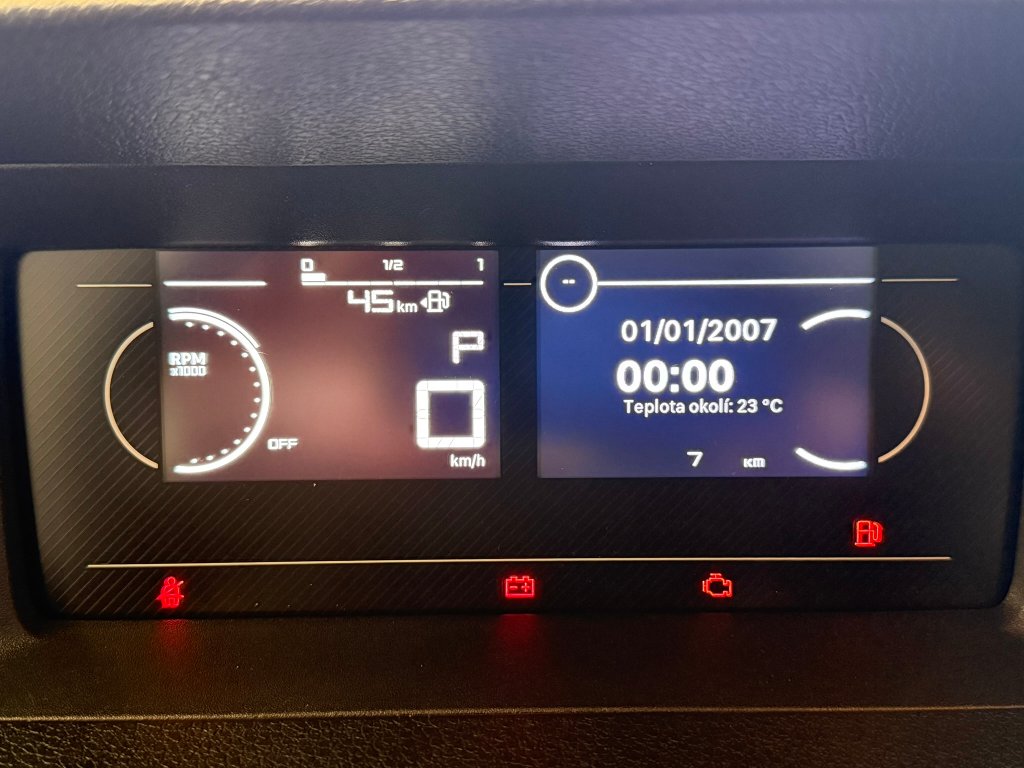 0 1/2 1
45 km
P
RPM
x1000
0
OFF
km/h
--
01/01/2007
00:00
Teplota okolí: 23 °C
7 km